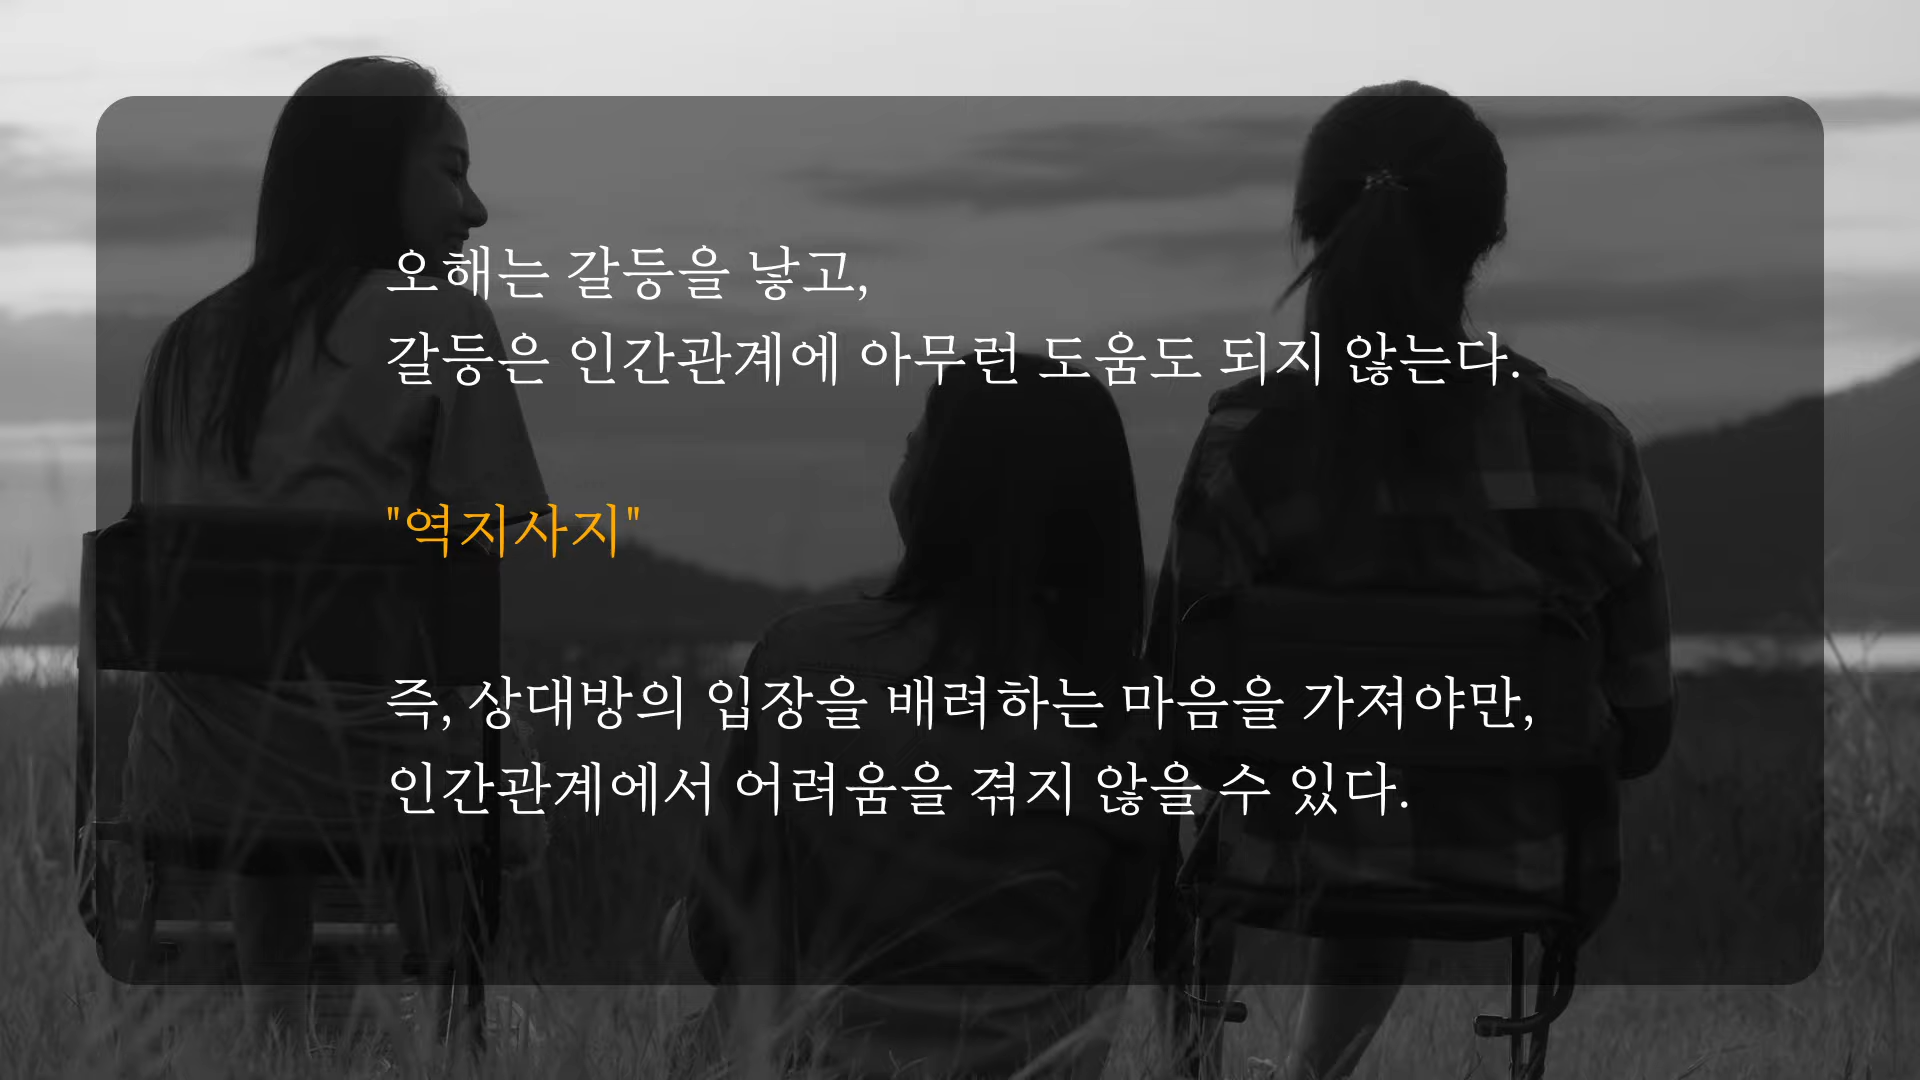 오해는 갈등을 낳고,
갈등은 인간관계에 아무런 도움도 되지 않는다.
"역지사지"
즉, 상대방의 입장을 배려하는 마음을 가져야만,
인간관계에서 어려움을 겪지 않을 수 있다.